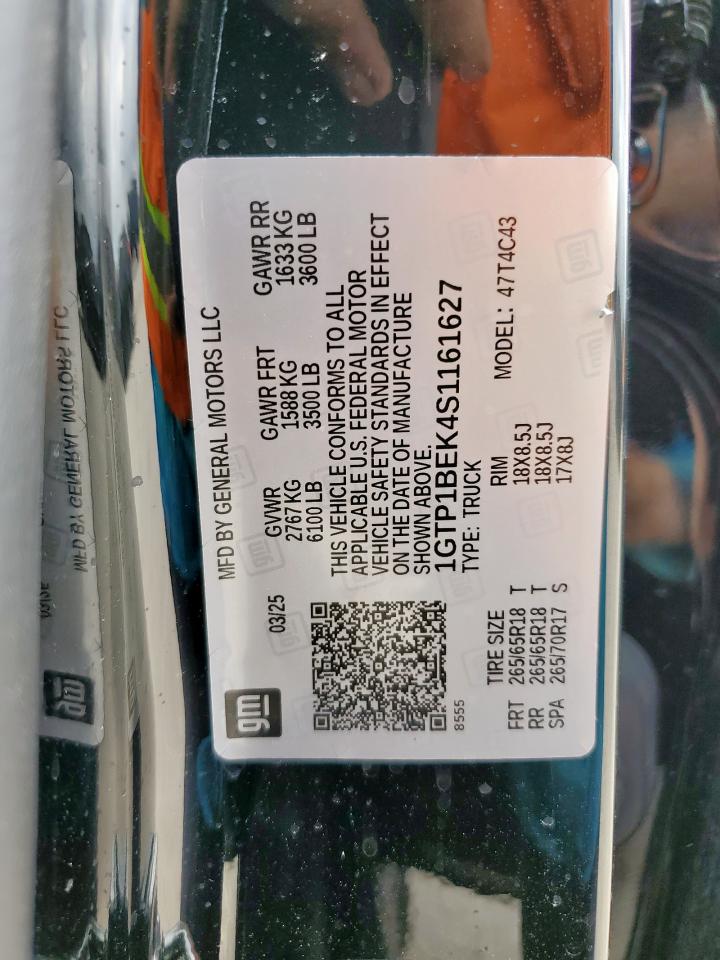 gm
03/25
MFD BY GENERAL MOTORS LLC
GVWR GAWR FRT GAWR RR
2767 KG 1588 KG 1633 KG
6100 LB 3500 LB 3600 LB
THIS VEHICLE CONFORMS TO ALL
APPLICABLE U.S. FEDERAL MOTOR
VEHICLE SAFETY STANDARDS IN EFFECT
ON THE DATE OF MANUFACTURE
SHOWN ABOVE.
1GTP1BEK4S1161627
8555
TYPE: TRUCK
MODEL: 47T4C43
TIRE SIZE RIM
FRT 265/65R18 T 18X8.5J
RR 265/65R18 T 18X8.5J
SPA 265/70R17 S 17X8J